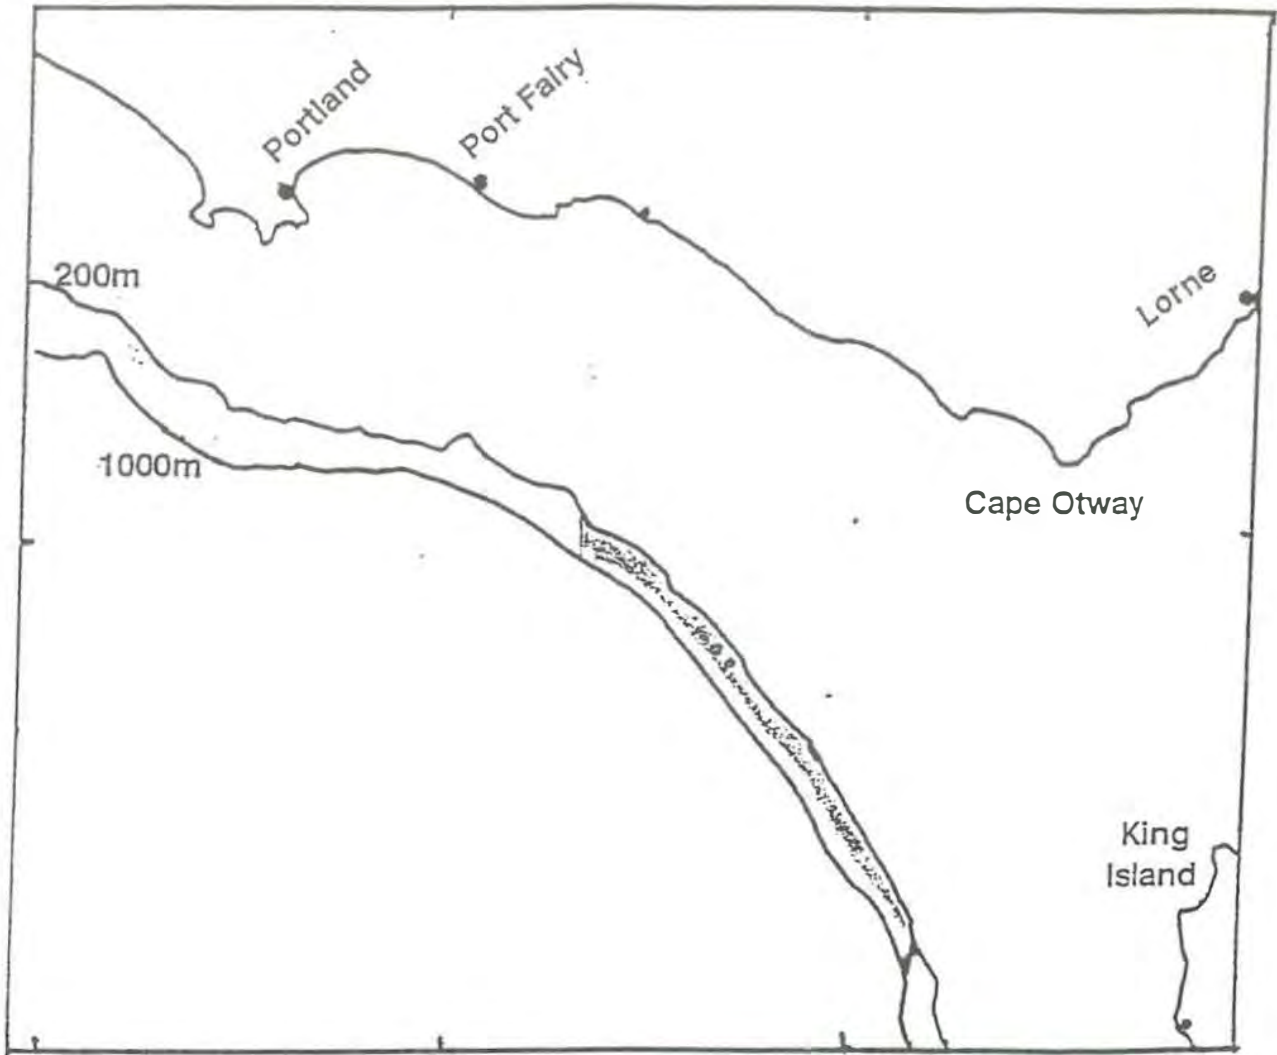 Portland
Port Fairy
200m
Lorne
1000m
Cape Otway
King
Island